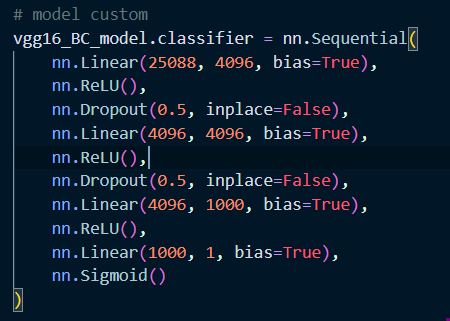 # model custom
vgg16_BC_model.classifier = nn.Sequential(
    nn.Linear(25088, 4096, bias=True),
    nn.ReLU(),
    nn.Dropout(0.5, inplace=False),
    nn.Linear(4096, 4096, bias=True),
    nn.ReLU(),
    nn.Dropout(0.5, inplace=False),
    nn.Linear(4096, 1000, bias=True),
    nn.ReLU(),
    nn.Linear(1000, 1, bias=True),
    nn.Sigmoid()
)